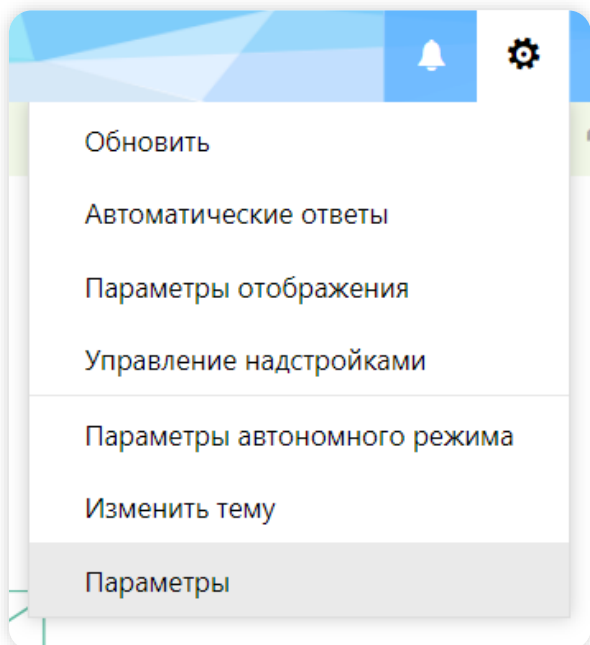 Обновить
Автоматические ответы
Параметры отображения
Управление надстройками
Параметры автономного режима
Изменить тему
Параметры